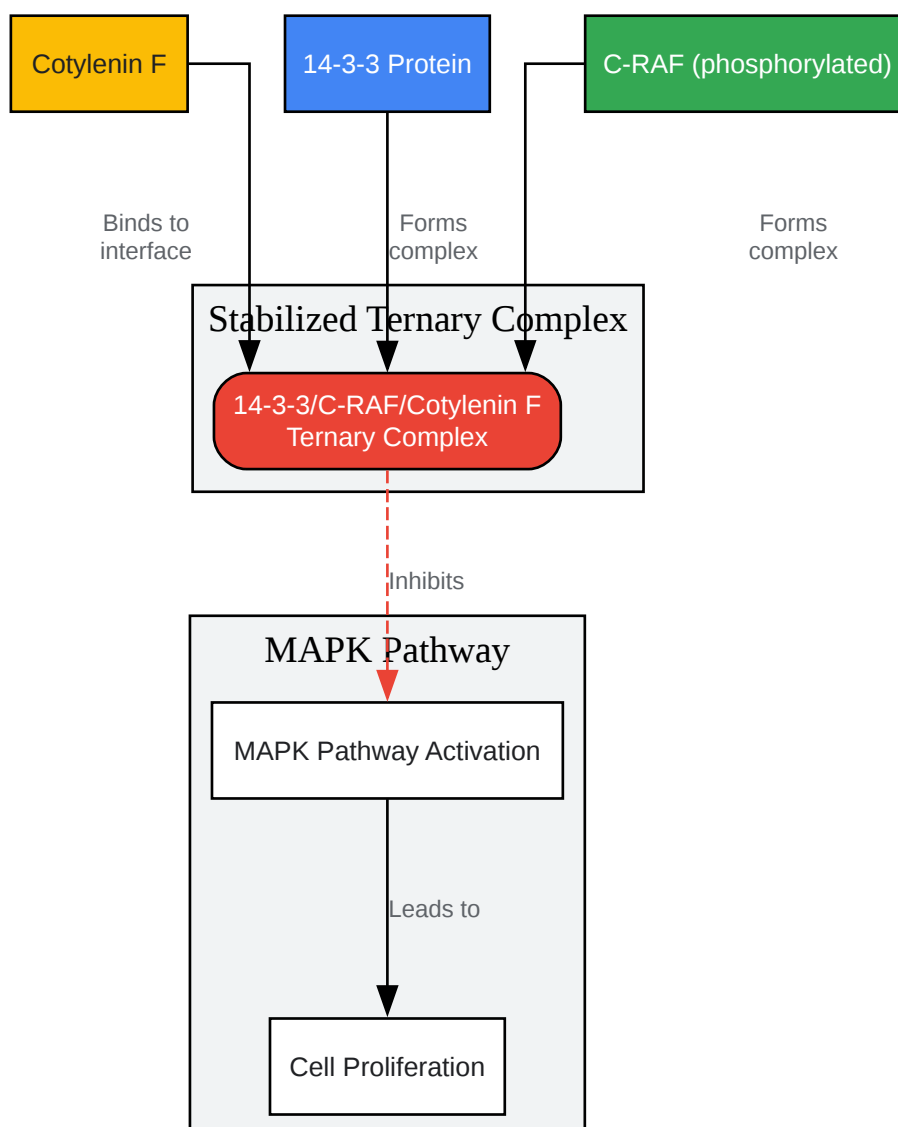 Cotylenin F
14-3-3 Protein
C-RAF (phosphorylated)
Binds to
interface
Forms
complex
Forms
complex
Stabilized Ternary Complex
14-3-3/C-RAF/Cotylenin F
Ternary Complex
Inhibits
MAPK Pathway
MAPK Pathway Activation
Leads to
Cell Proliferation